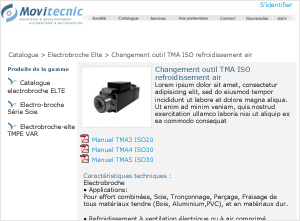 S'identifier
Movitecnic
Société Catalogue Services Nos partenaires Contact Nouveautés Jobs
Catalogue > Electrobroche Elte > Changement outil TMA ISO refroidissement air
Produits de la gamme
Catalogue electrobroche ELTE
Electro-broche Série Scie
Electrobroche-elte TMPE VAR
Changement outil TMA ISO
refroidissement air
Lorem ipsum dolor sit amet, consectetur
adipisicing elit, sed do eiusmod tempor
incididunt ut labore et dolore magna aliqua.
Ut enim ad minim veniam, quis nostrud
exercitation ullamco laboris nisi ut aliquip ex
ea commodo consequat
Manuel TMA3 ISO20
Manuel TMA4 ISO30
Manuel TMA5 ISO30
Caractéristiques techniques :
Electrobroche
• Applications:
Pour effort combinées, Scie, Tronçonnage, Perçage, Fraisage de
tous matériaux tendre (Bois, Aluminium,PVC), et en matériaux dur.
• Refroidissement à ventilation électrique ou à air comprimé